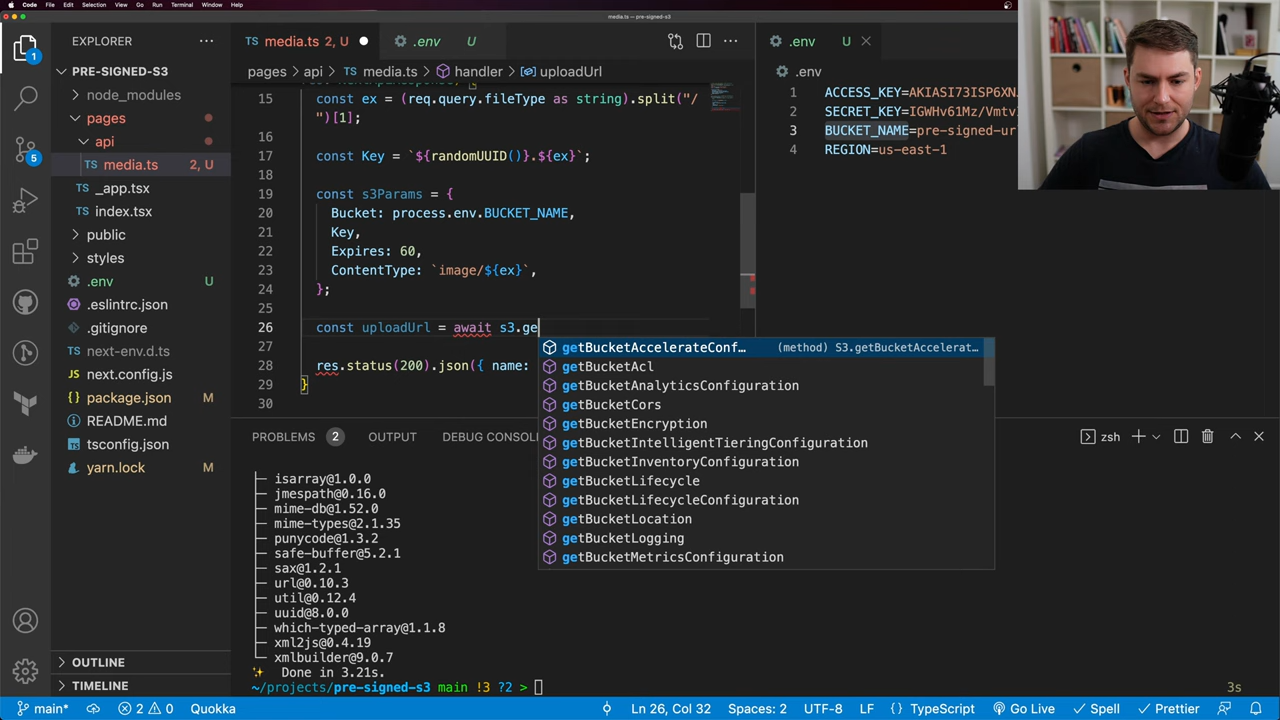 Code File Edit Selection View Go Run Terminal Window Help
media.ts — pre-signed-s3
EXPLORER
PRE-SIGNED-S3
node_modules
pages
api
TS media.ts 2, U
TS _app.tsx
TS index.tsx
public
styles
.env U
.eslintrc.json
.gitignore
TS next-env.d.ts
JS next.config.js
package.json M
README.md
tsconfig.json
yarn.lock M
OUTLINE
TIMELINE
1
5
TS media.ts 2, U
.env U
pages > api > TS media.ts > handler > uploadUrl
15 const ex = (req.query.fileType as string).split("/
")[1];
16
17 const Key = `${randomUUID()}.${ex}`;
18
19 const s3Params = {
20 Bucket: process.env.BUCKET_NAME,
21 Key,
22 Expires: 60,
23 ContentType: `image/${ex}`,
24 };
25
26 const uploadUrl = await s3.ge
27
28 res.status(200).json({ name:
29 }
30
getBucketAccelerateConf… (method) S3.getBucketAccelerat…
getBucketAcl
getBucketAnalyticsConfiguration
getBucketCors
getBucketEncryption
getBucketIntelligentTieringConfiguration
getBucketInventoryConfiguration
getBucketLifecycle
getBucketLifecycleConfiguration
getBucketLocation
getBucketLogging
getBucketMetricsConfiguration
.env U
.env
1 ACCESS_KEY=AKIASI73ISP6XN
2 SECRET_KEY=IGWHv61Mz/Vmtv
3 BUCKET_NAME=pre-signed-ur
4 REGION=us-east-1
PROBLEMS 2 OUTPUT DEBUG CONSOL
zsh
├─ isarray@1.0.0
├─ jmespath@0.16.0
├─ mime-db@1.52.0
├─ mime-types@2.1.35
├─ punycode@1.3.2
├─ safe-buffer@5.2.1
├─ sax@1.2.1
├─ url@0.10.3
├─ util@0.12.4
├─ uuid@8.0.0
├─ which-typed-array@1.1.8
├─ xml2js@0.4.19
└─ xmlbuilder@9.0.7
✨ Done in 3.21s.
~/projects/pre-signed-s3 main !3 ?2 > 3s
main* 2 0 Quokka Ln 26, Col 32 Spaces: 2 UTF-8 LF {} TypeScript Go Live Spell Prettier